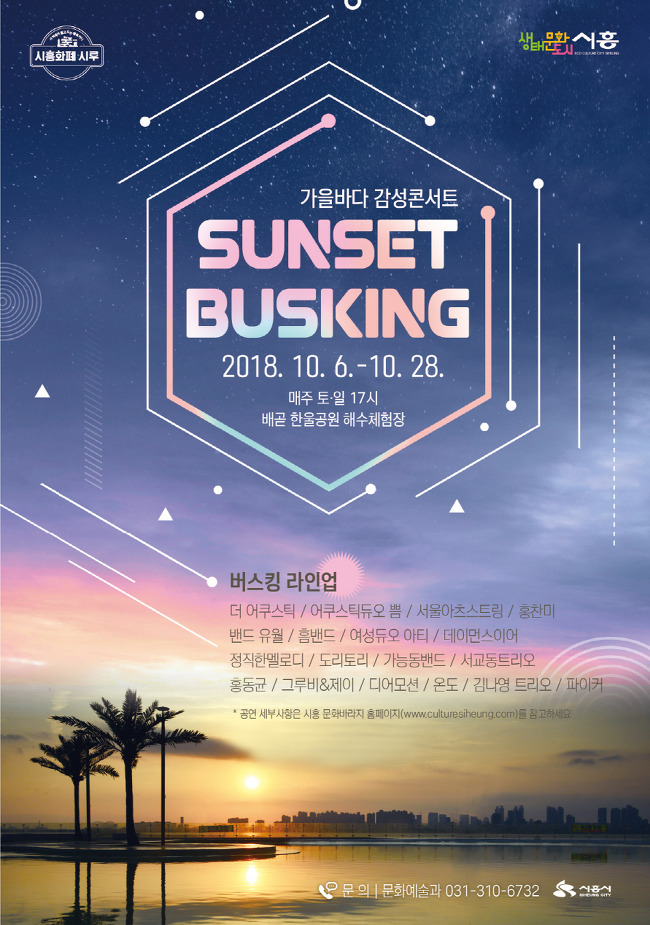 시흥화폐 시루
생태문화도시 시흥
ECO CULTURE CITY SIHEUNG
가을바다 감성콘서트
SUNSET
BUSKING
2018. 10. 6.-10. 28.
매주 토·일 17시
배곧 한울공원 해수체험장
버스킹 라인업
더 어쿠스틱 / 어쿠스틱듀오 쁨 / 서울아츠스트링 / 홍찬미
밴드 유월 / 흠밴드 / 여성듀오 아티 / 데이먼스이어
정직한멜로디 / 도리토리 / 가능동밴드 / 서교동트리오
홍동균 / 그루비&제이 / 디어모션 / 온도 / 김나영 트리오 / 파이커
* 공연 세부사항은 시흥 문화바라지 홈페이지(www.culturesiheung.com)를 참고하세요
문 의 | 문화예술과 031-310-6732
시흥시
SIHEUNG CITY